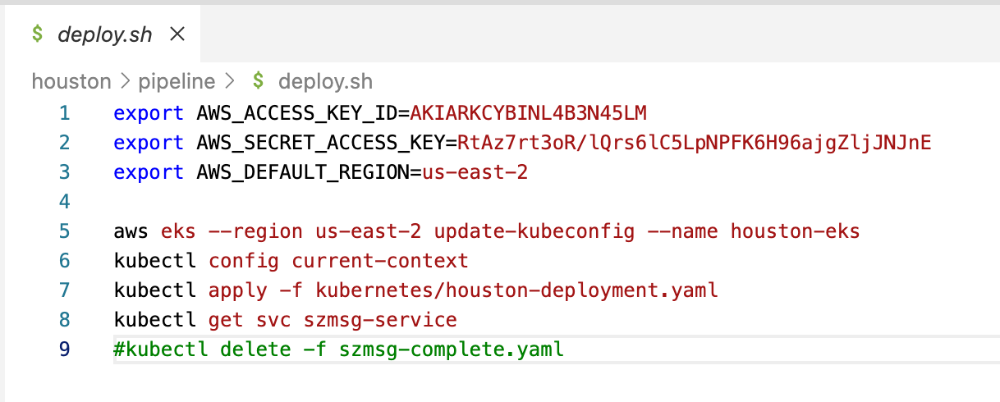 $ deploy.sh ×
houston > pipeline > $ deploy.sh
1 export AWS_ACCESS_KEY_ID=AKIARKCYBINL4B3N45LM
2 export AWS_SECRET_ACCESS_KEY=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
3 export AWS_DEFAULT_REGION=us-east-2
4
5 aws eks --region us-east-2 update-kubeconfig --name houston-eks
6 kubectl config current-context
7 kubectl apply -f kubernetes/houston-deployment.yaml
8 kubectl get svc szmsg-service
9 #kubectl delete -f szmsg-complete.yaml